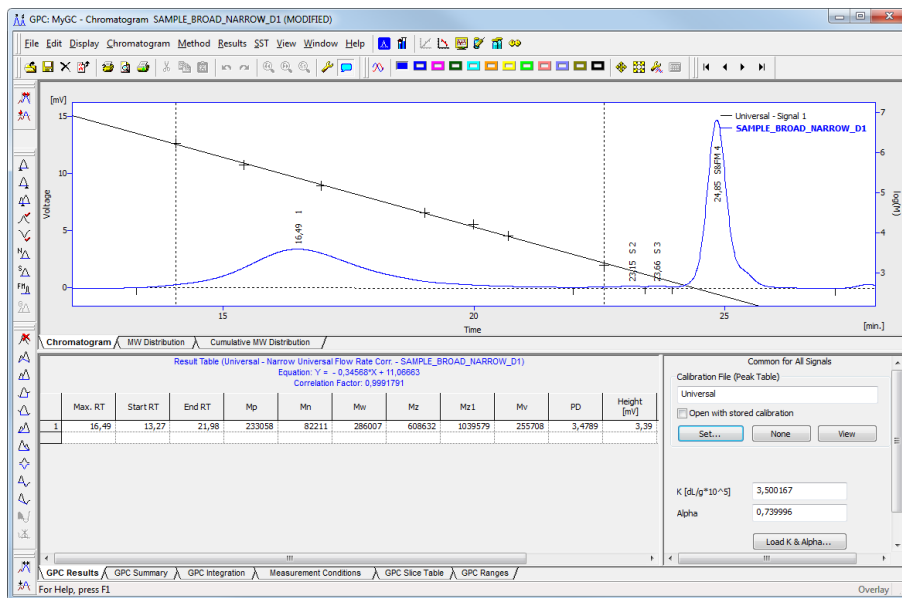 GPC: MyGC - Chromatogram SAMPLE_BROAD_NARROW_D1 (MODIFIED)
File Edit Display Chromatogram Method Results SST View Window Help
[mV]
Universal - Signal 1
SAMPLE_BROAD_NARROW_D1
15
10
5
0
Voltage
7
6
5
4
3
log(M)
16,49 1
23,15 S 2
23,66 S 3
24,85 S&FM 4
15
20
25
Time
[min.]
Chromatogram MW Distribution Cumulative MW Distribution
Result Table (Universal - Narrow Universal Flow Rate Corr. - SAMPLE_BROAD_NARROW_D1)
Equation: Y = - 0,34568*X + 11,06663
Correlation Factor: 0,9991791
Max. RT Start RT End RT Mp Mn Mw Mz Mz1 Mv PD Height [mV]
1 16,49 13,27 21,98 233058 82211 286007 608632 1039579 255708 3,4789 3,39
Common for All Signals
Calibration File (Peak Table)
Universal
Open with stored calibration
Set... None View
K [dL/g*10^5] 3,500167
Alpha 0,739996
Load K & Alpha...
GPC Results GPC Summary GPC Integration Measurement Conditions GPC Slice Table GPC Ranges
For Help, press F1
Overlay